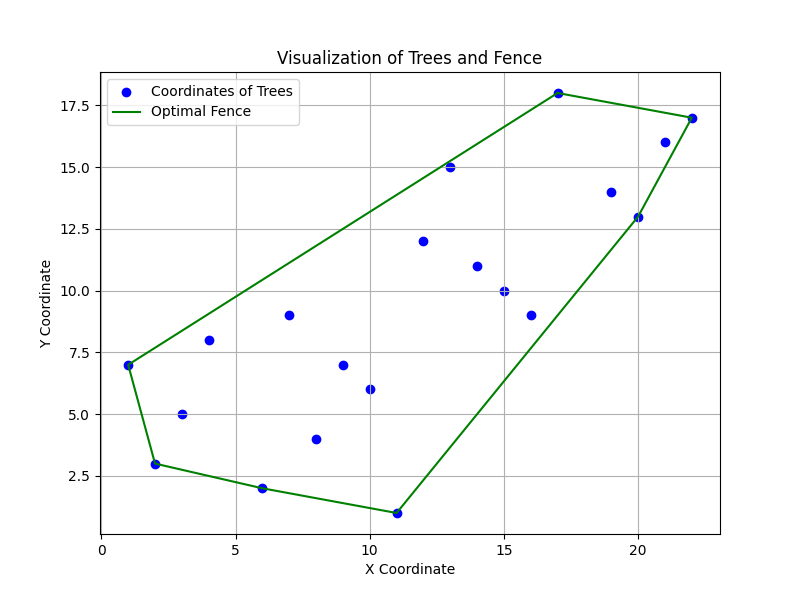 Visualization of Trees and Fence
Coordinates of Trees
Optimal Fence
17.5
15.0
12.5
10.0
7.5
5.0
2.5
Y Coordinate
0
5
10
15
20
X Coordinate